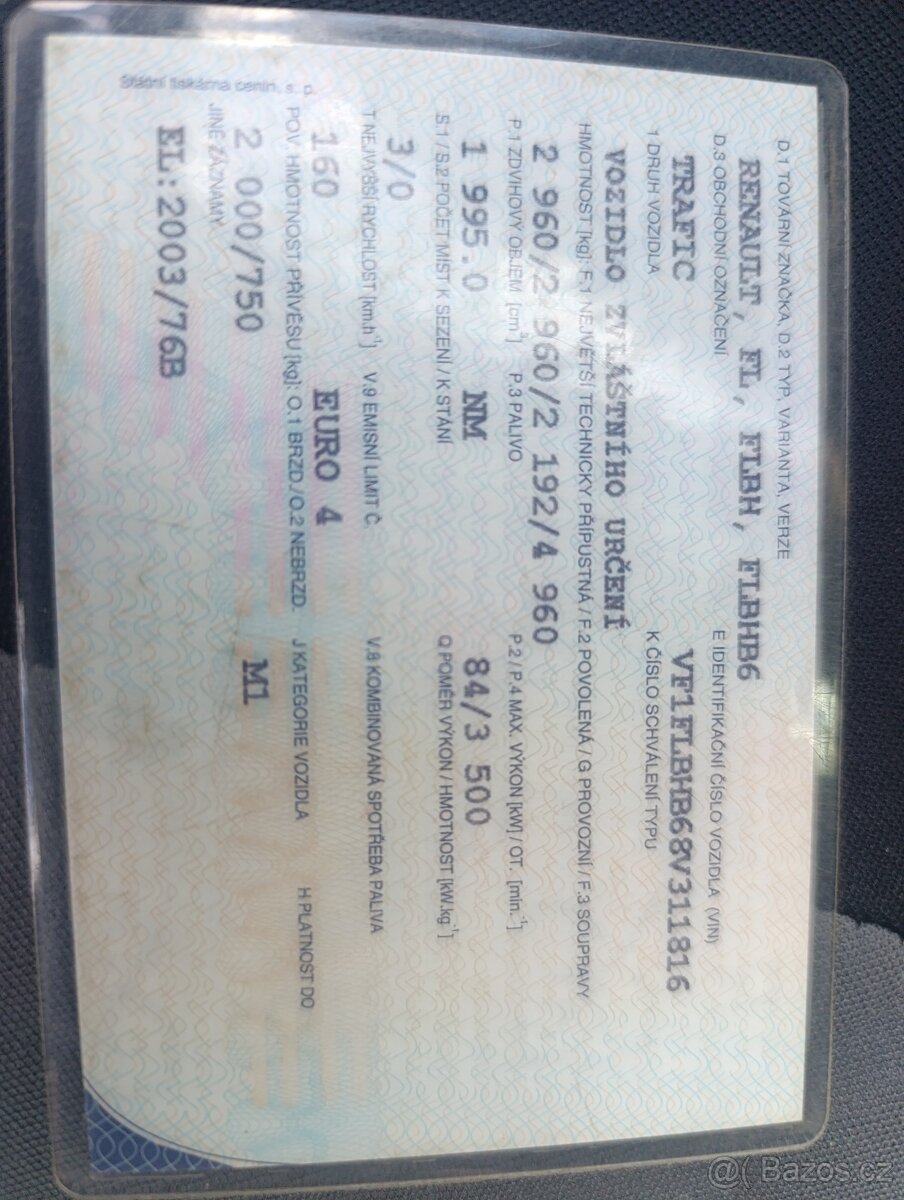 D.1 TOVÁRNÍ ZNAČKA, D.2 TYP, VARIANTA, VERZE
RENAULT, FL, FLBH, FLBHB6
D.3 OBCHODNÍ OZNAČENÍ E IDENTIFIKAČNÍ ČÍSLO VOZIDLA (VIN)
TRAFIC VF1FLBHB68V311816
1 DRUH VOZIDLA K ČÍSLO SCHVÁLENÍ TYPU
VOZIDLO ZVLÁŠTNÍHO URČENÍ
HMOTNOST [kg]: F.1 NEJVĚTŠÍ TECHNICKY PŘÍPUSTNÁ / F.2 POVOLENÁ / G PROVOZNÍ / F.3 SOUPRAVY
2 960/2 960/2 192/4 960
P.1 ZDVIHOVÝ OBJEM [cm³] P.3 PALIVO P.2 / P.4 MAX. VÝKON [kW] / OT. [min.⁻¹]
1 995.0 NM 84/3 500
S.1 / S.2 POČET MÍST K SEZENÍ / K STÁNÍ Q POMĚR VÝKON / HMOTNOST [kW.kg⁻¹]
3/0
T NEJVYŠŠÍ RYCHLOST [km.h⁻¹] V.9 EMISNÍ LIMIT Č. V.8 KOMBINOVANÁ SPOTŘEBA PALIVA
160 EURO 4
POV. HMOTNOST PŘÍVĚSU [kg]: O.1 BRZD./O.2 NEBRZD. J KATEGORIE VOZIDLA H PLATNOST DO
2 000/750 M1
JINÉ ZÁZNAMY
EL:2003/76B
Státní tiskárna cenin, s. p.
@( Bazos.cz